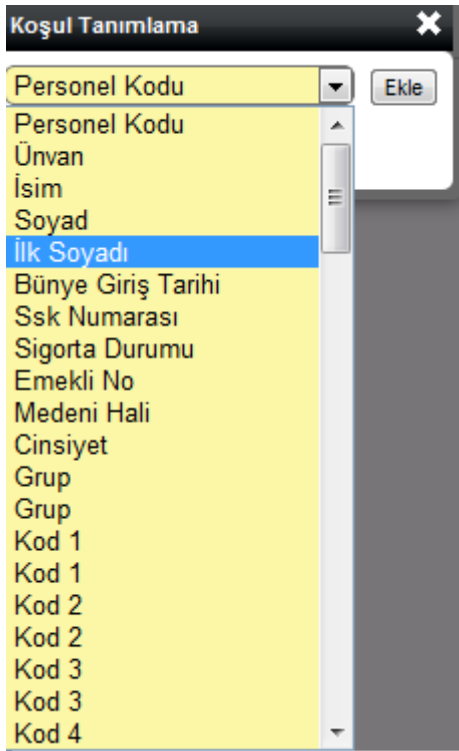 Koşul Tanımlama
Personel Kodu Ekle
Personel Kodu
Ünvan
İsim
Soyad
İlk Soyadı
Bünye Giriş Tarihi
Ssk Numarası
Sigorta Durumu
Emekli No
Medeni Hali
Cinsiyet
Grup
Grup
Kod 1
Kod 1
Kod 2
Kod 2
Kod 3
Kod 3
Kod 4